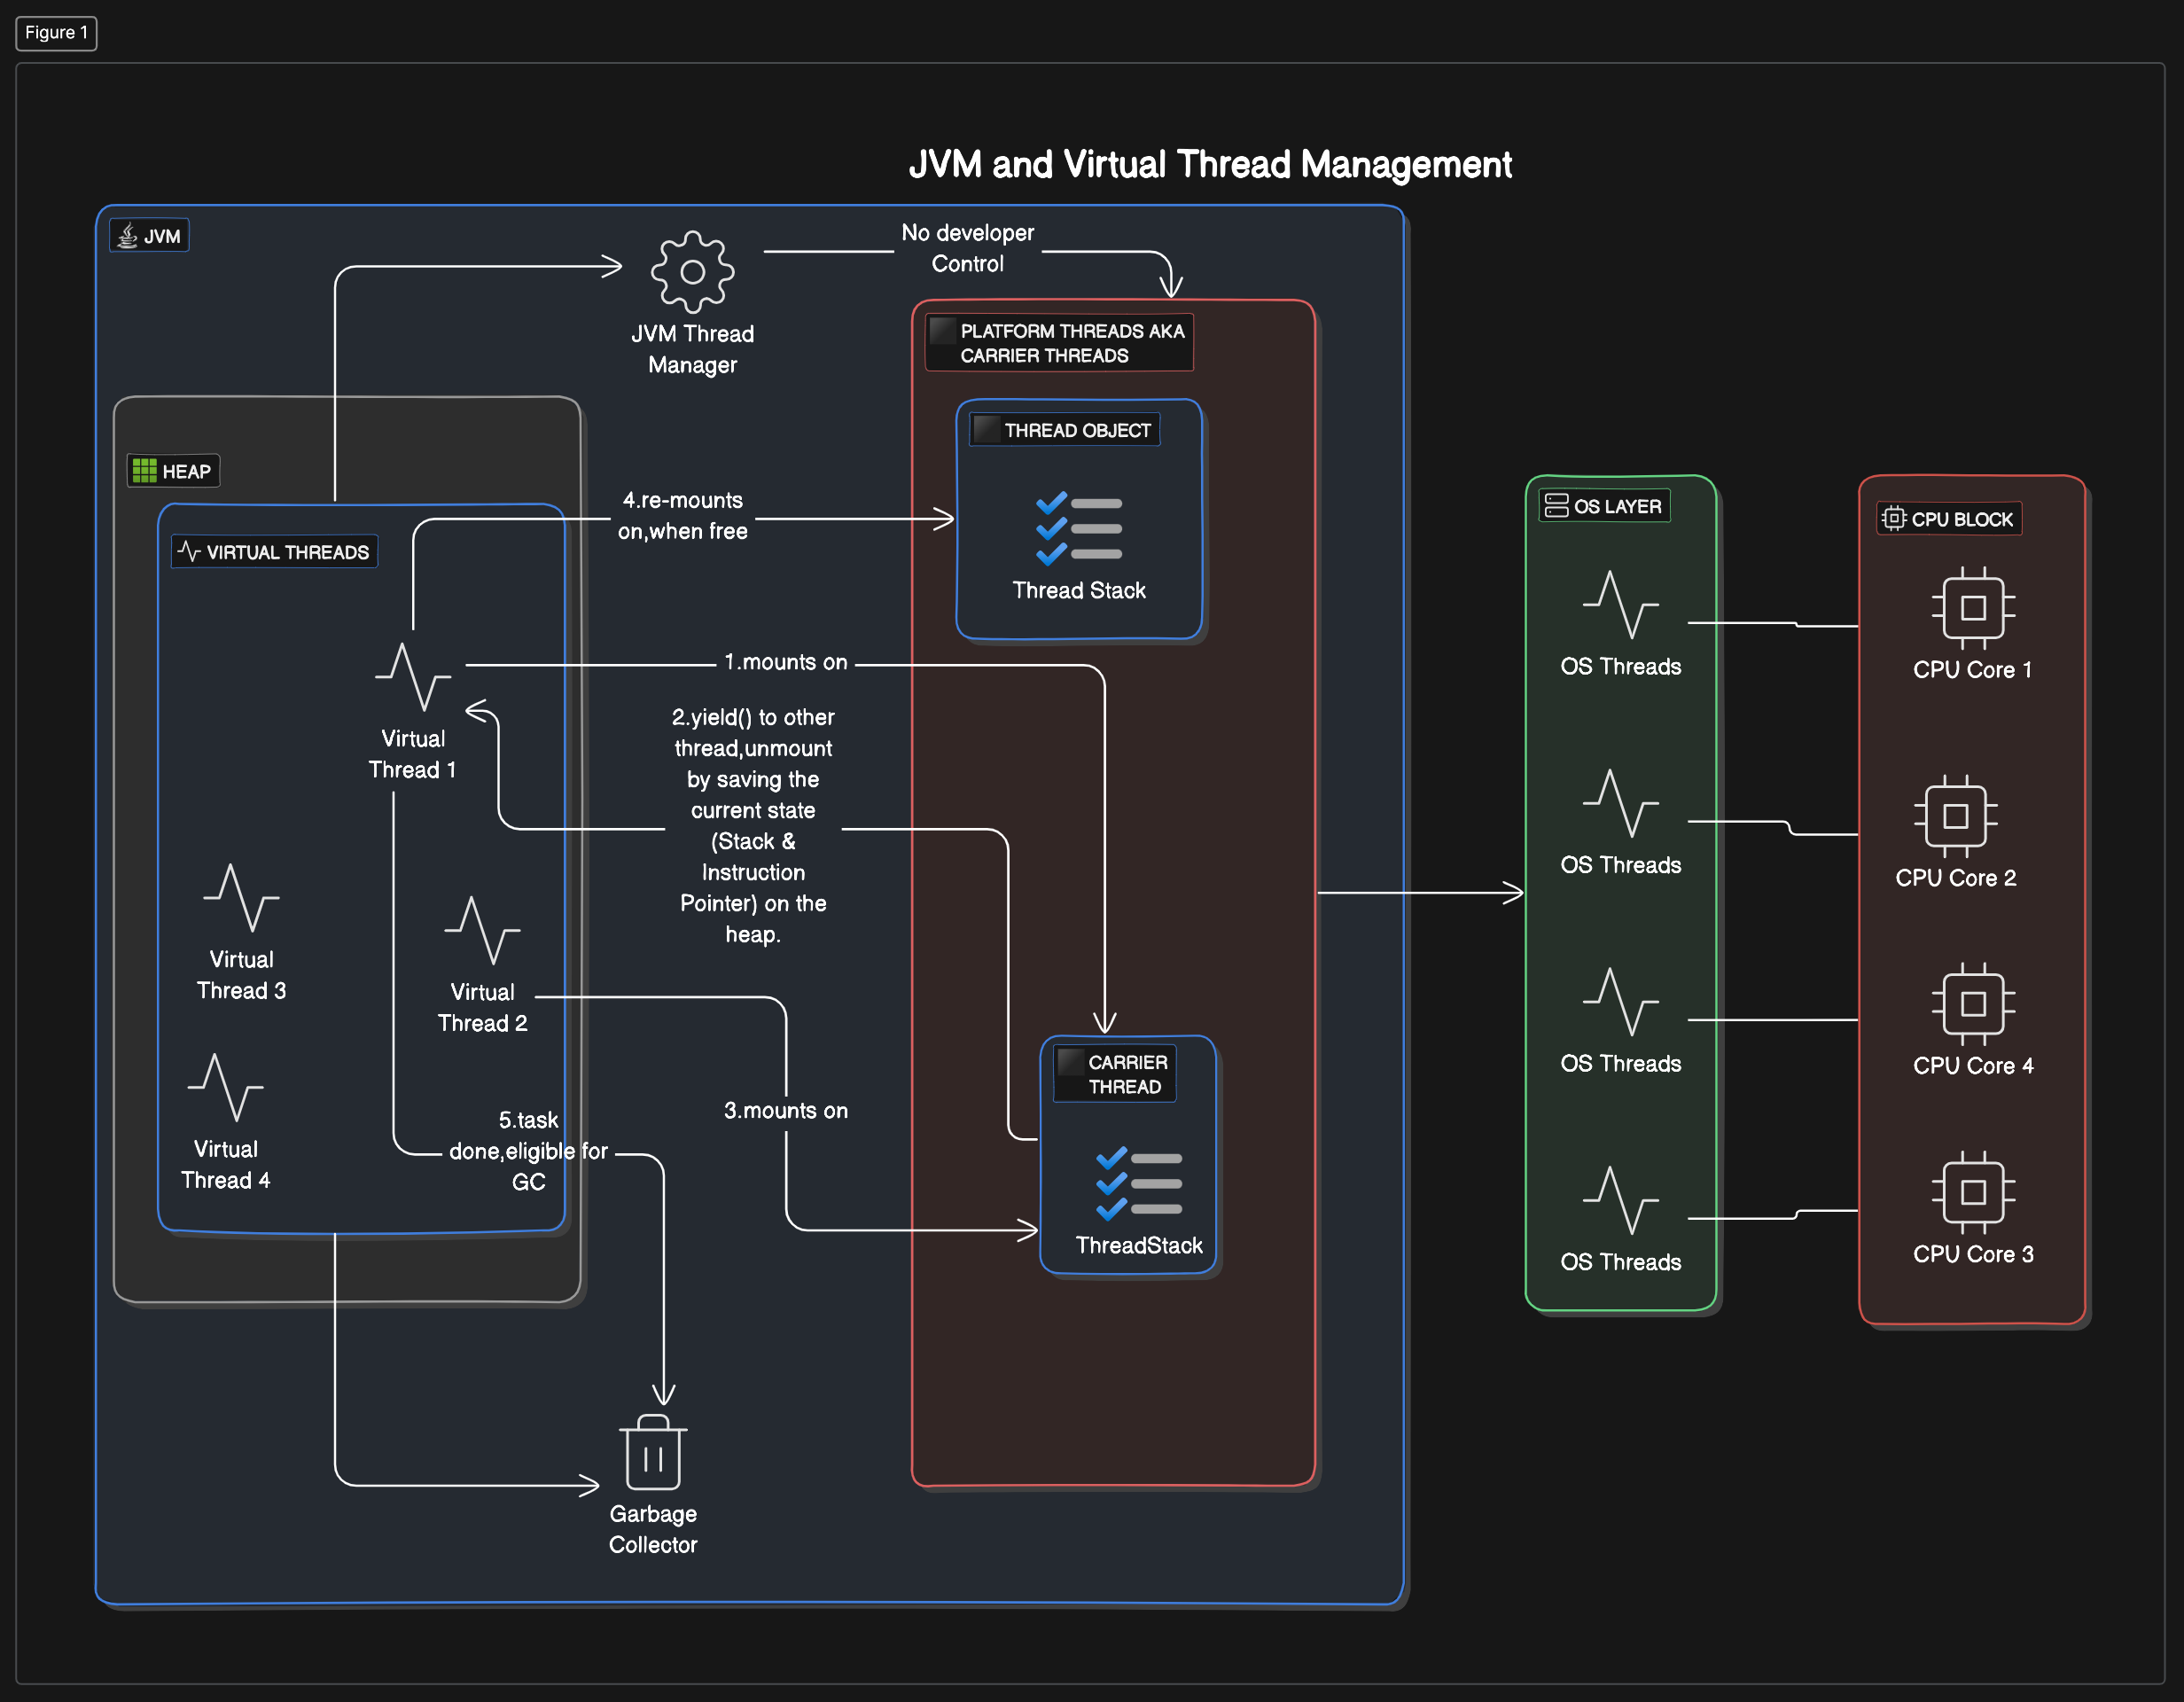 Figure 1
JVM and Virtual Thread Management
JVM
No developer
Control
JVM Thread
Manager
PLATFORM THREADS AKA
CARRIER THREADS
THREAD OBJECT
Thread Stack
HEAP
VIRTUAL THREADS
4.re-mounts
on,when free
1.mounts on
Virtual
Thread 1
2.yield() to other
thread,unmount
by saving the
current state
(Stack &
Instruction
Pointer) on the
heap.
Virtual
Thread 3
Virtual
Thread 2
Virtual
Thread 4
3.mounts on
5.task
done,eligible for
GC
CARRIER
THREAD
ThreadStack
Garbage
Collector
OS LAYER
OS Threads
OS Threads
OS Threads
OS Threads
CPU BLOCK
CPU Core 1
CPU Core 2
CPU Core 4
CPU Core 3